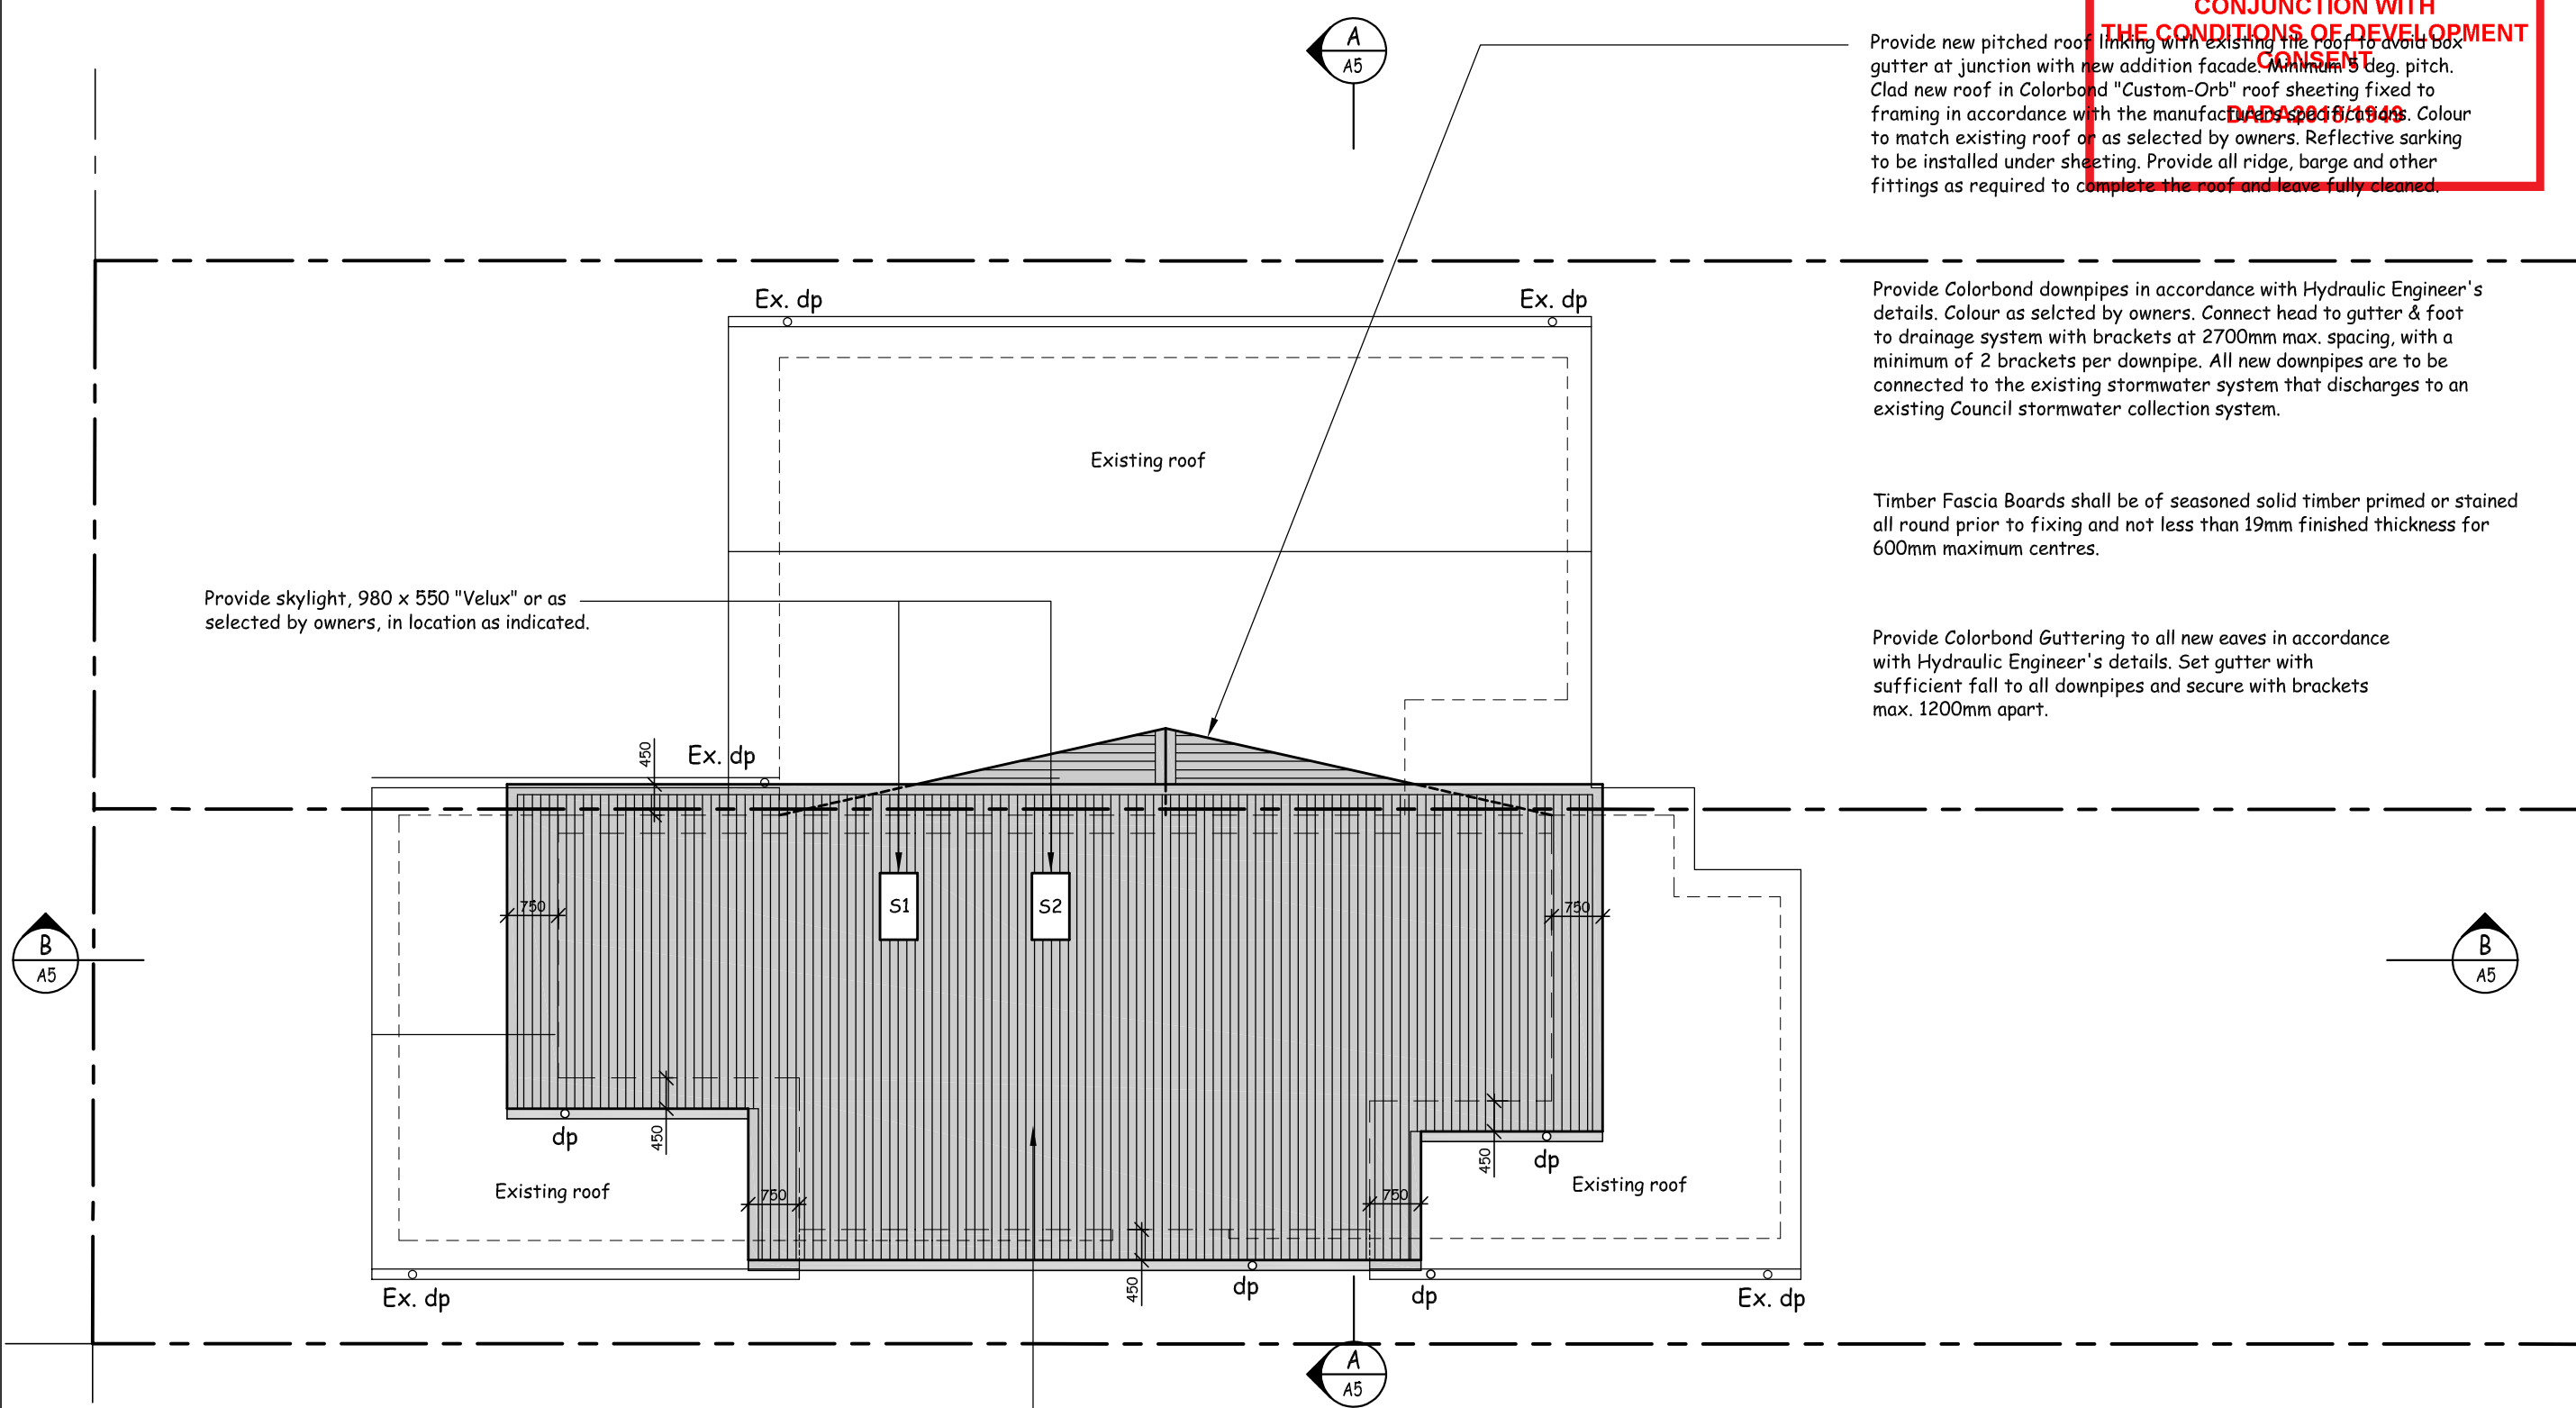 CONJUNCTION WITH
THE CONDITIONS OF DEVELOPMENT
CONSENT
A
A5
Provide new pitched roof linking with existing tile roof to avoid box
gutter at junction with new addition facade. Minimum 5 deg. pitch.
Clad new roof in Colorbond "Custom-Orb" roof sheeting fixed to
framing in accordance with the manufacturers specifications. Colour
to match existing roof or as selected by owners. Reflective sarking
to be installed under sheeting. Provide all ridge, barge and other
fittings as required to complete the roof and leave fully cleaned.
Provide Colorbond downpipes in accordance with Hydraulic Engineer's
details. Colour as selcted by owners. Connect head to gutter & foot
to drainage system with brackets at 2700mm max. spacing, with a
minimum of 2 brackets per downpipe. All new downpipes are to be
connected to the existing stormwater system that discharges to an
existing Council stormwater collection system.
Timber Fascia Boards shall be of seasoned solid timber primed or stained
all round prior to fixing and not less than 19mm finished thickness for
600mm maximum centres.
Provide Colorbond Guttering to all new eaves in accordance
with Hydraulic Engineer's details. Set gutter with
sufficient fall to all downpipes and secure with brackets
max. 1200mm apart.
Ex. dp
Ex. dp
Existing roof
Provide skylight, 980 x 550 "Velux" or as
selected by owners, in location as indicated.
450
Ex. dp
750
S1
S2
750
B
A5
B
A5
dp
450
450
dp
Existing roof
750
750
Existing roof
450
dp
dp
Ex. dp
Ex. dp
A
A5